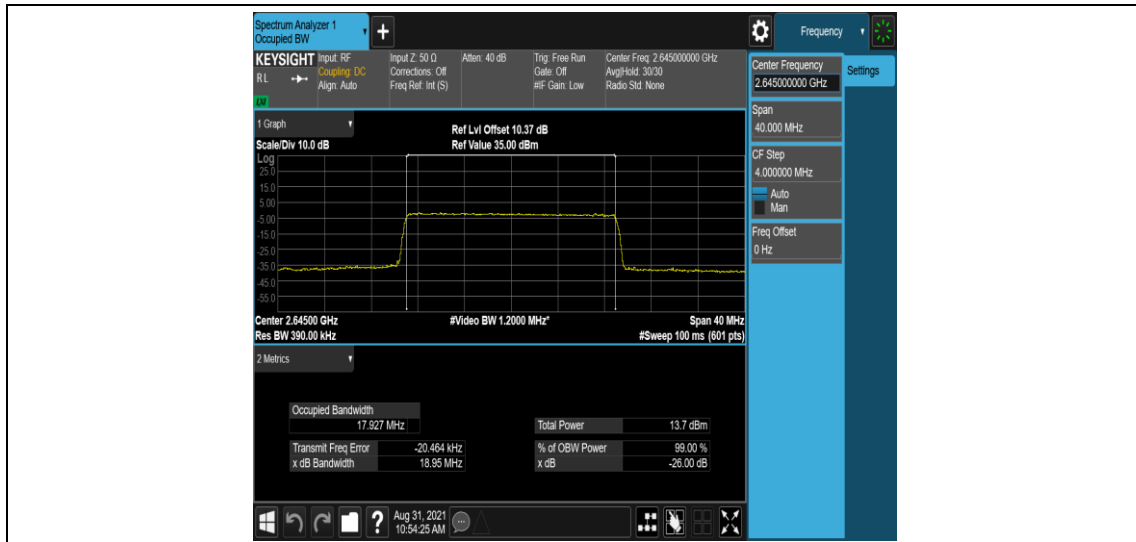 Spectrum Analyzer 1
Occupied BW
+
Frequency
KEYSIGHT
RL
LXI
Input: RF
Coupling: DC
Align: Auto
Input Z: 50 Ω
Corrections: Off
Freq Ref: Int (S)
Atten: 40 dB
Trig: Free Run
Gate: Off
#IF Gain: Low
Center Freq: 2.645000000 GHz
Avg|Hold: 30/30
Radio Std: None
Center Frequency
2.645000000 GHz
Settings
Span
40.000 MHz
CF Step
4.000000 MHz
Auto
Man
Freq Offset
0 Hz
1 Graph
Ref Lvl Offset 10.37 dB
Scale/Div 10.0 dB
Ref Value 35.00 dBm
Log
25.0
15.0
5.00
-5.00
-15.0
-25.0
-35.0
-45.0
-55.0
Center 2.64500 GHz
#Video BW 1.2000 MHz*
Span 40 MHz
Res BW 390.00 kHz
#Sweep 100 ms (601 pts)
2 Metrics
Occupied Bandwidth
17.927 MHz
Total Power 13.7 dBm
Transmit Freq Error -20.464 kHz
% of OBW Power 99.00 %
x dB Bandwidth 18.95 MHz
x dB -26.00 dB
?
Aug 31, 2021
10:54:25 AM